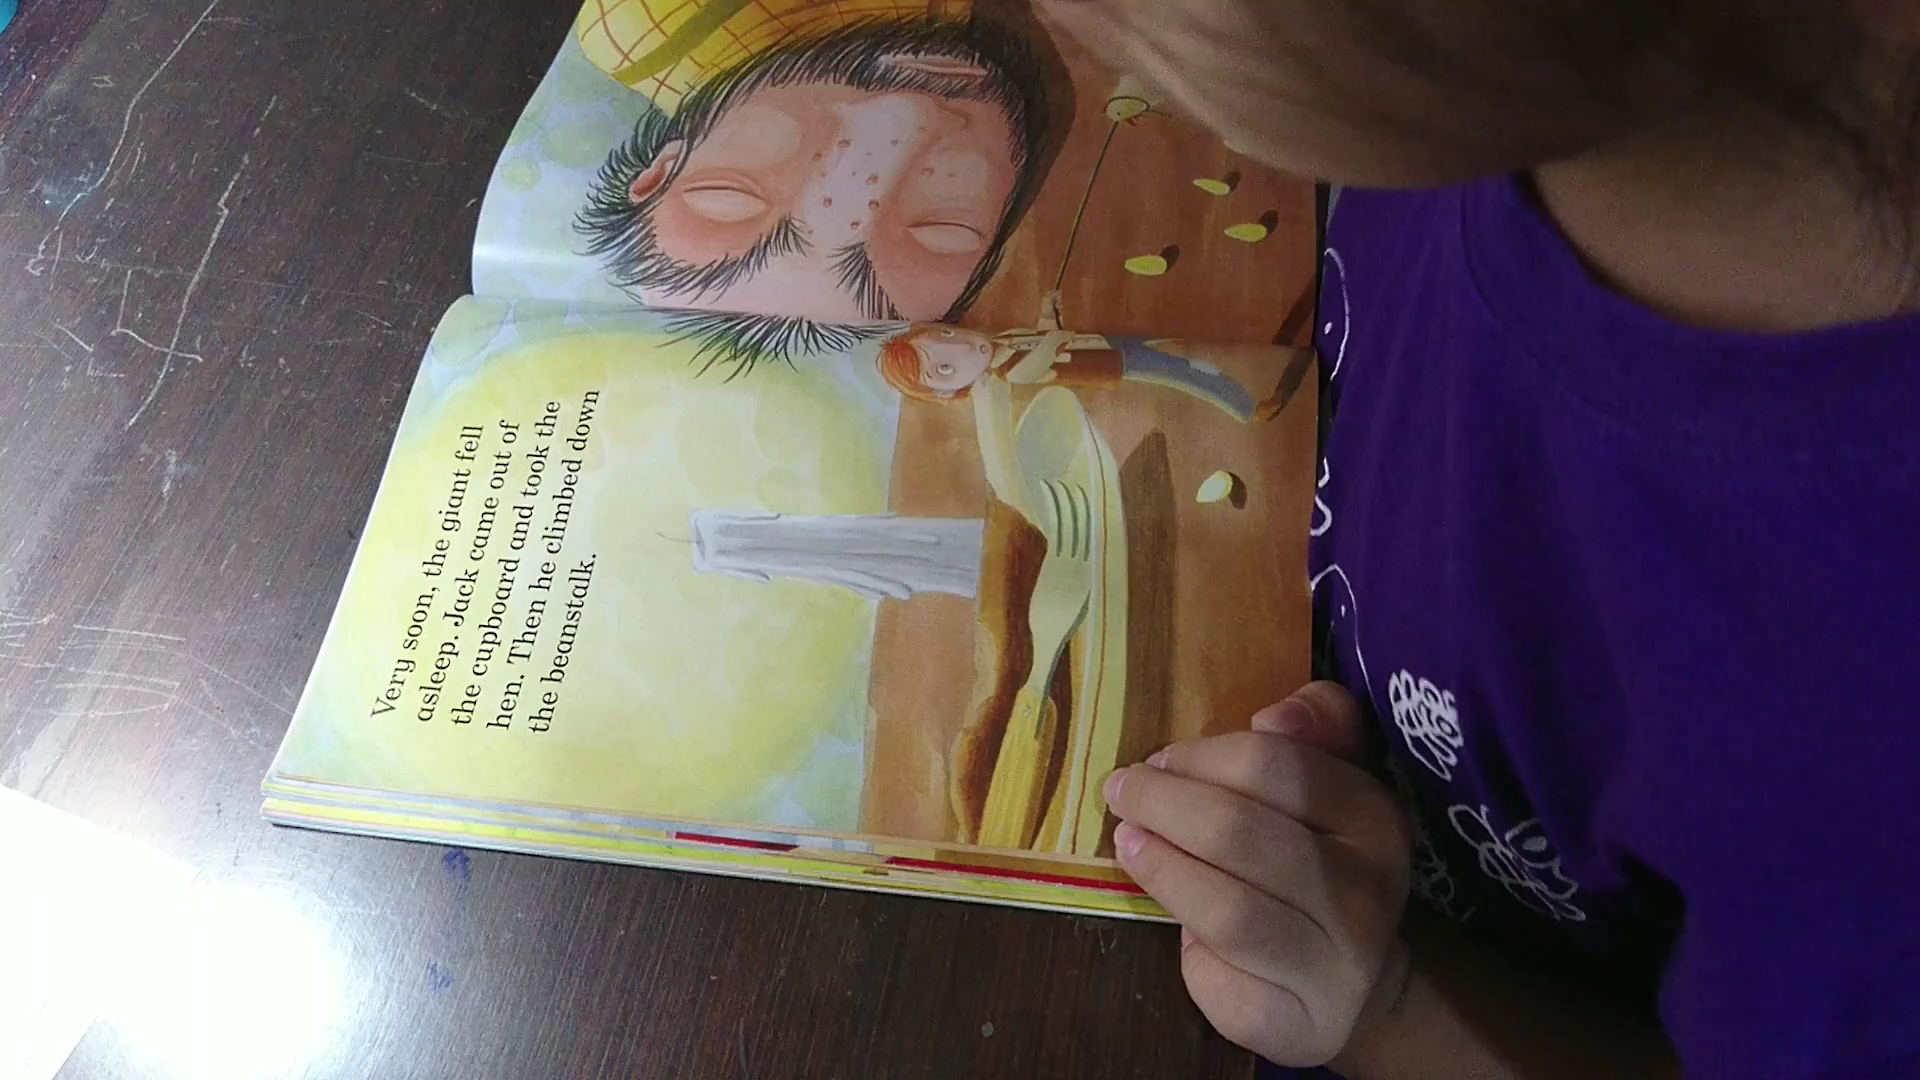 Very soon, the giant fell
asleep. Jack came out of
the cupboard and took the
hen. Then he climbed down
the beanstalk.